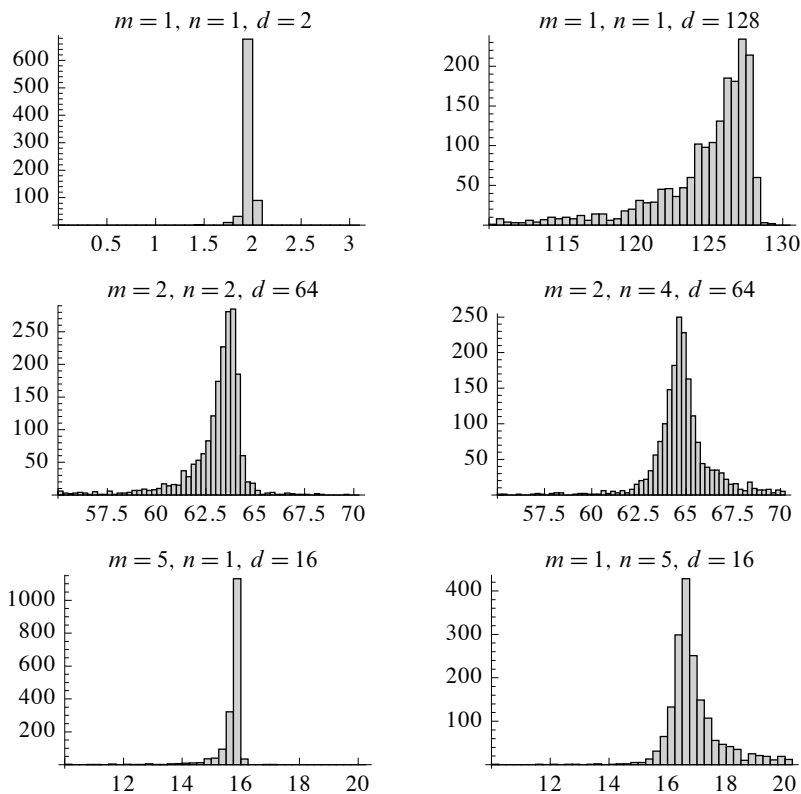 m = 1, n = 1, d = 2
600
500
400
300
200
100
0.5 1 1.5 2 2.5 3
m = 1, n = 1, d = 128
200
150
100
50
115 120 125 130
m = 2, n = 2, d = 64
250
200
150
100
50
57.5 60 62.5 65 67.5 70
m = 2, n = 4, d = 64
250
200
150
100
50
57.5 60 62.5 65 67.5 70
m = 5, n = 1, d = 16
1000
800
600
400
200
12 14 16 18 20
m = 1, n = 5, d = 16
400
300
200
100
12 14 16 18 20